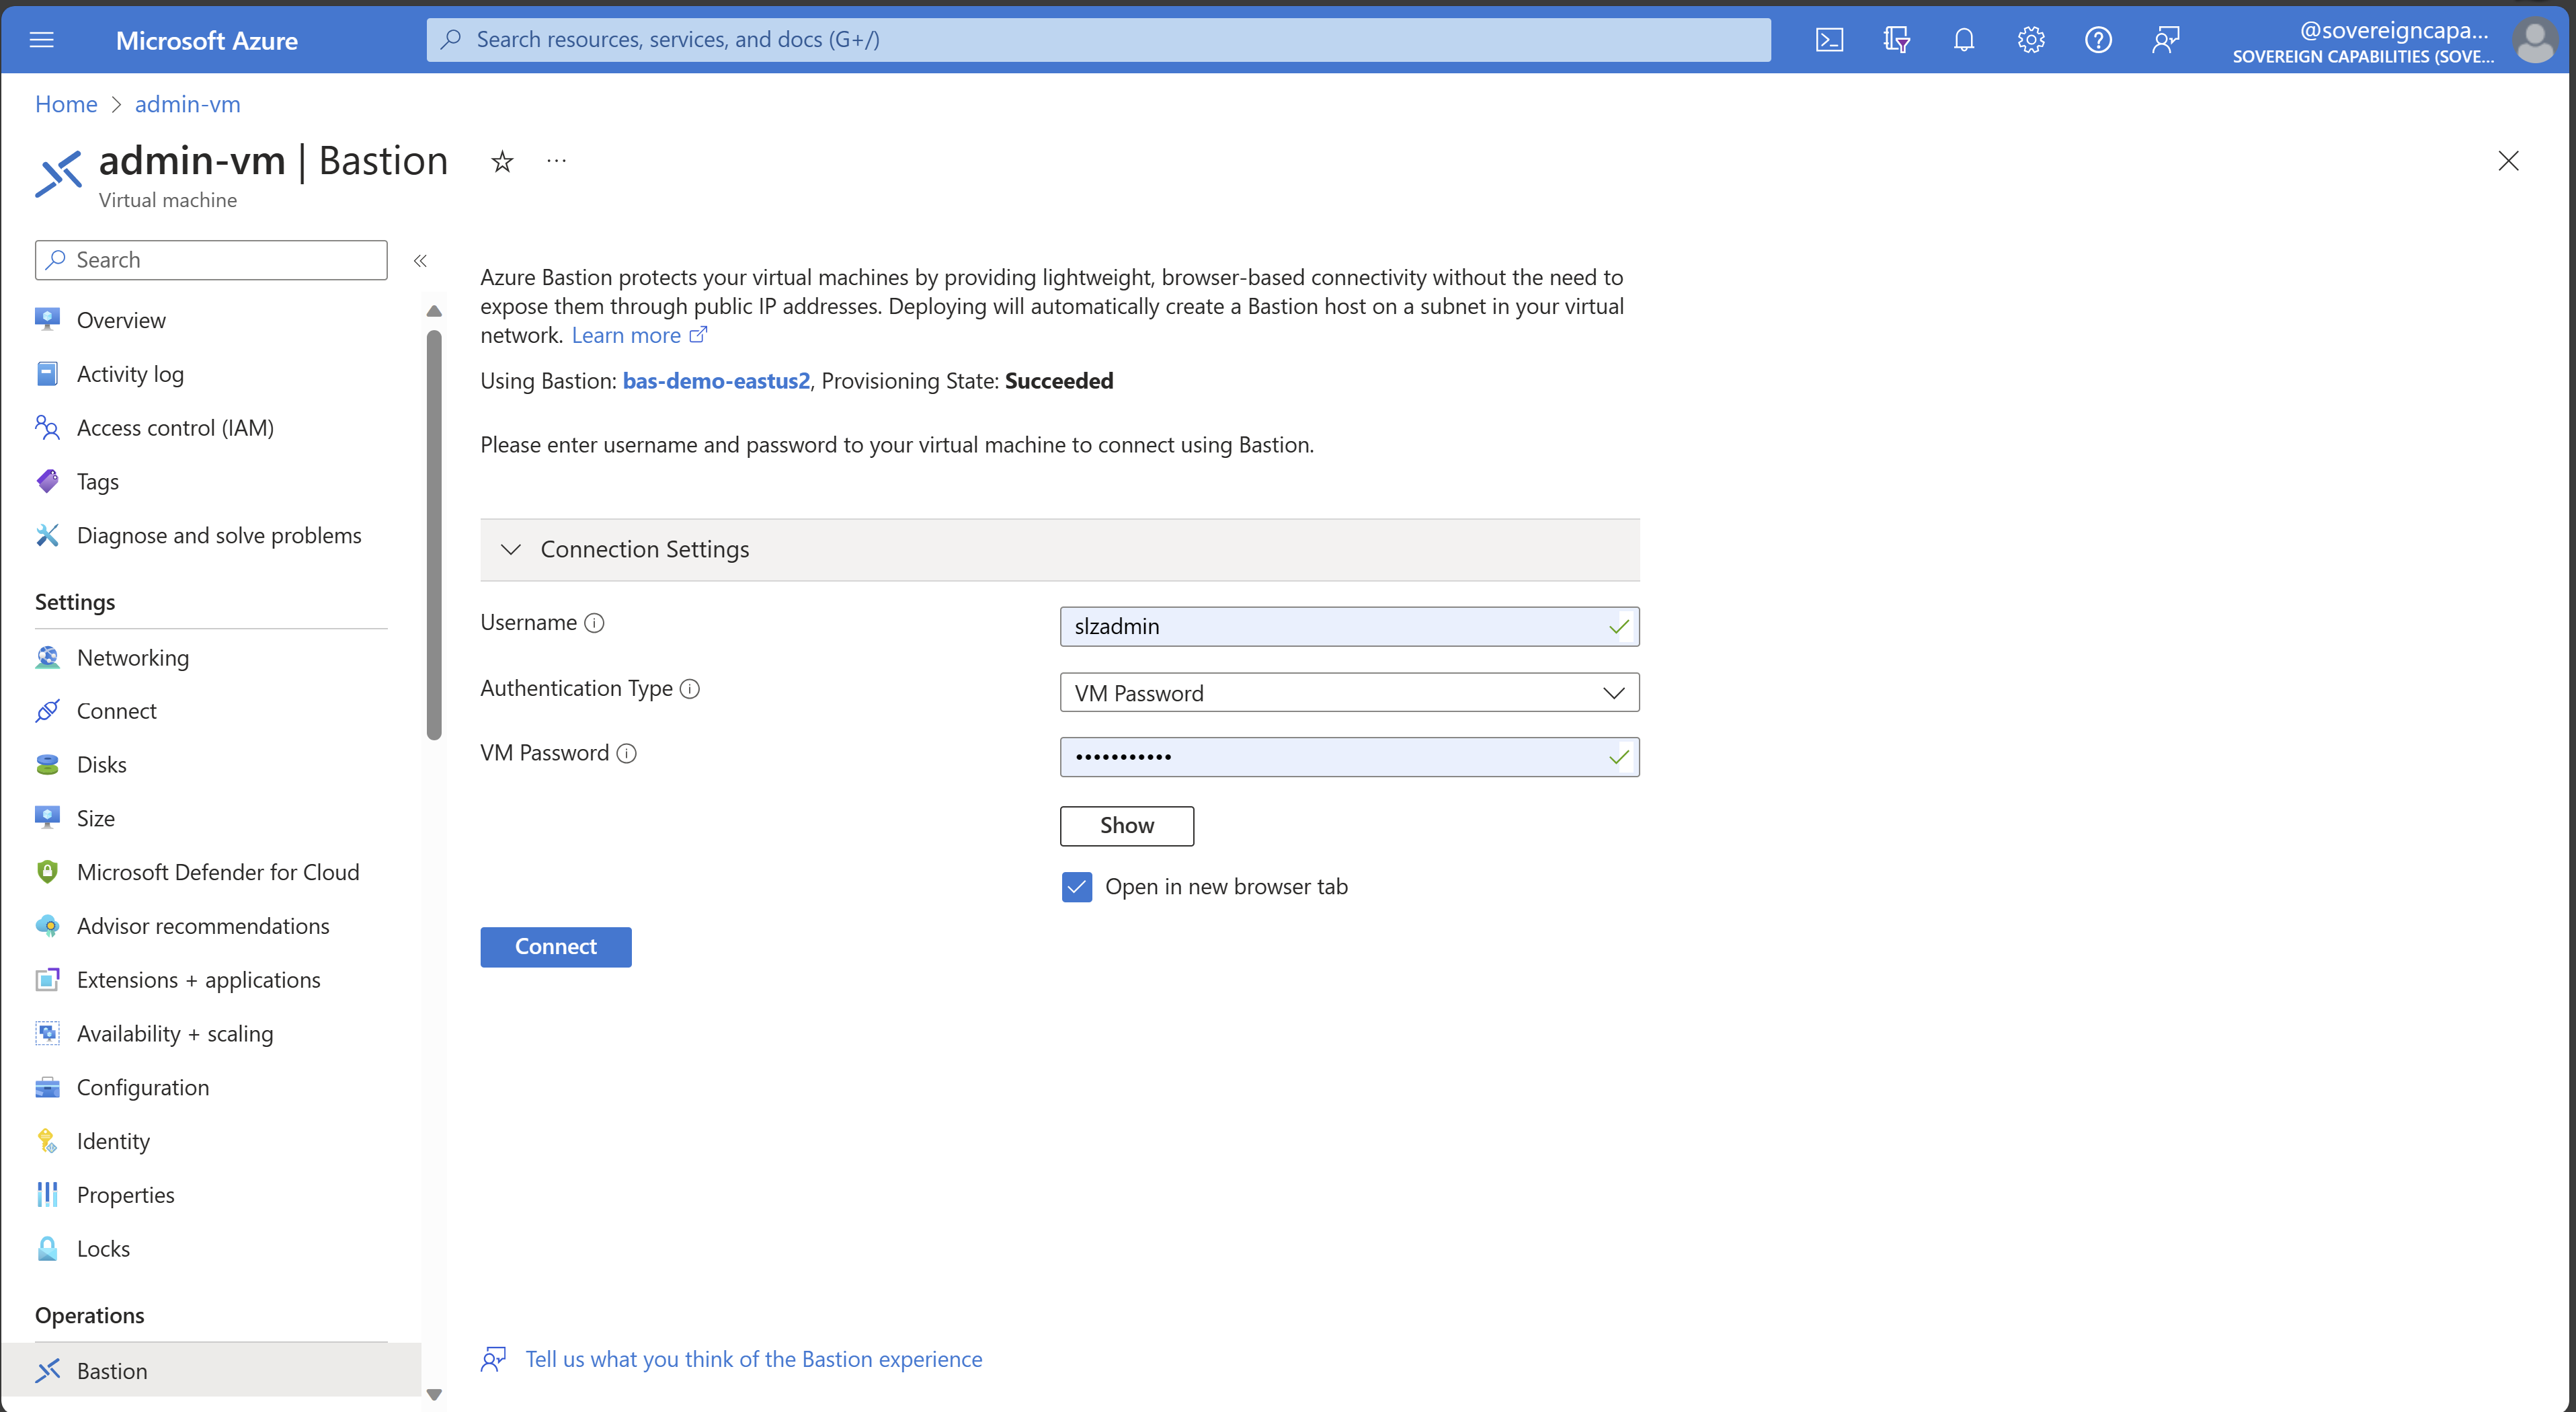 Microsoft Azure
Search resources, services, and docs (G+/)
@sovereigncapa...
SOVEREIGN CAPABILITIES (SOVE...
Home > admin-vm
admin-vm | Bastion
...
Virtual machine
Search
Overview
Activity log
Access control (IAM)
Tags
Diagnose and solve problems
Settings
Networking
Connect
Disks
Size
Microsoft Defender for Cloud
Advisor recommendations
Extensions + applications
Availability + scaling
Configuration
Identity
Properties
Locks
Operations
Bastion
Azure Bastion protects your virtual machines by providing lightweight, browser-based connectivity without the need to
expose them through public IP addresses. Deploying will automatically create a Bastion host on a subnet in your virtual
network. Learn more
Using Bastion: bas-demo-eastus2, Provisioning State: Succeeded
Please enter username and password to your virtual machine to connect using Bastion.
Connection Settings
Username
slzadmin
Authentication Type
VM Password
VM Password
•••••••••••
Show
Open in new browser tab
Connect
Tell us what you think of the Bastion experience